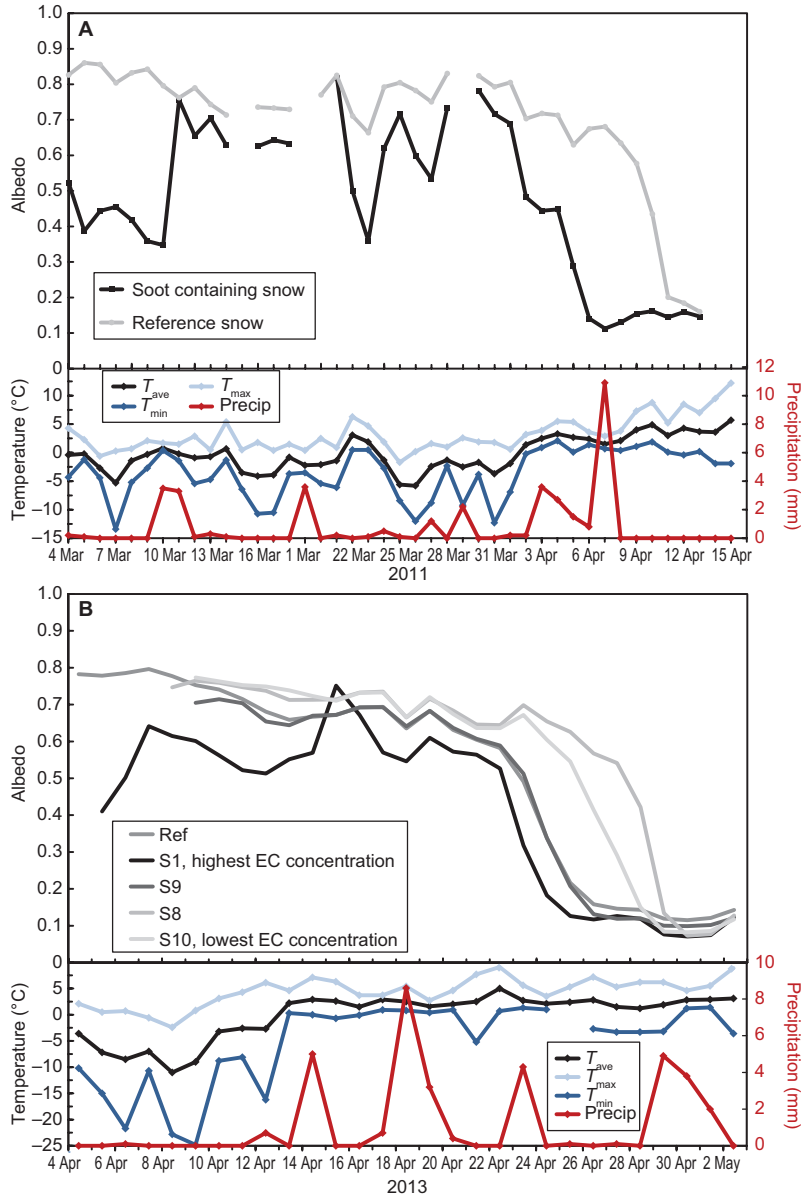 A
1.0
0.9
0.8
0.7
0.6
0.5
0.4
0.3
0.2
0.1
0
Albedo
Soot containing snow
Reference snow
Temperature (°C)
10
5
0
−5
−10
−15
T ave
T max
T min
Precip
12
10
8
6
4
2
0
Precipitation (mm)
4 Mar 7 Mar 10 Mar 13 Mar 16 Mar 1 Mar 22 Mar 25 Mar 28 Mar 31 Mar 3 Apr 6 Apr 9 Apr 12 Apr 15 Apr
2011
B
1.0
0.9
0.8
0.7
0.6
0.5
0.4
0.3
0.2
0.1
0
Albedo
Ref
S1, highest EC concentration
S9
S8
S10, lowest EC concentration
Temperature (°C)
5
0
−5
−10
−15
−20
−25
T ave
T max
T min
Precip
10
8
6
4
2
0
Precipitation (mm)
4 Apr 6 Apr 8 Apr 10 Apr 12 Apr 14 Apr 16 Apr 18 Apr 20 Apr 22 Apr 24 Apr 26 Apr 28 Apr 30 Apr 2 May
2013